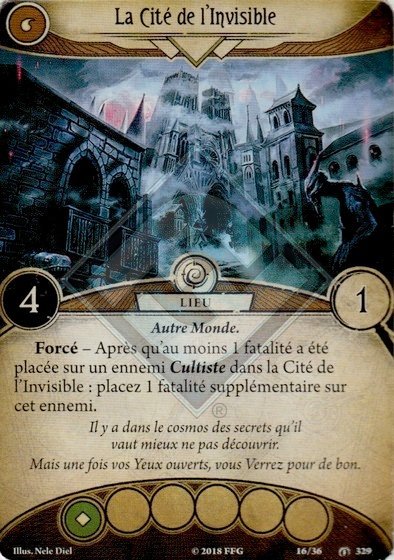 La Cité de l'Invisible
4
LIEU
1
Autre Monde.
Forcé – Après qu'au moins 1 fatalité a été
placée sur un ennemi Cultiste dans la Cité de
l'Invisible : placez 1 fatalité supplémentaire sur
cet ennemi.
Il y a dans le cosmos des secrets qu'il
vaut mieux ne pas découvrir.
Mais une fois vos Yeux ouverts, vous Verrez pour de bon.
Illus. Nele Diel
© 2018 FFG
16/36
329
®